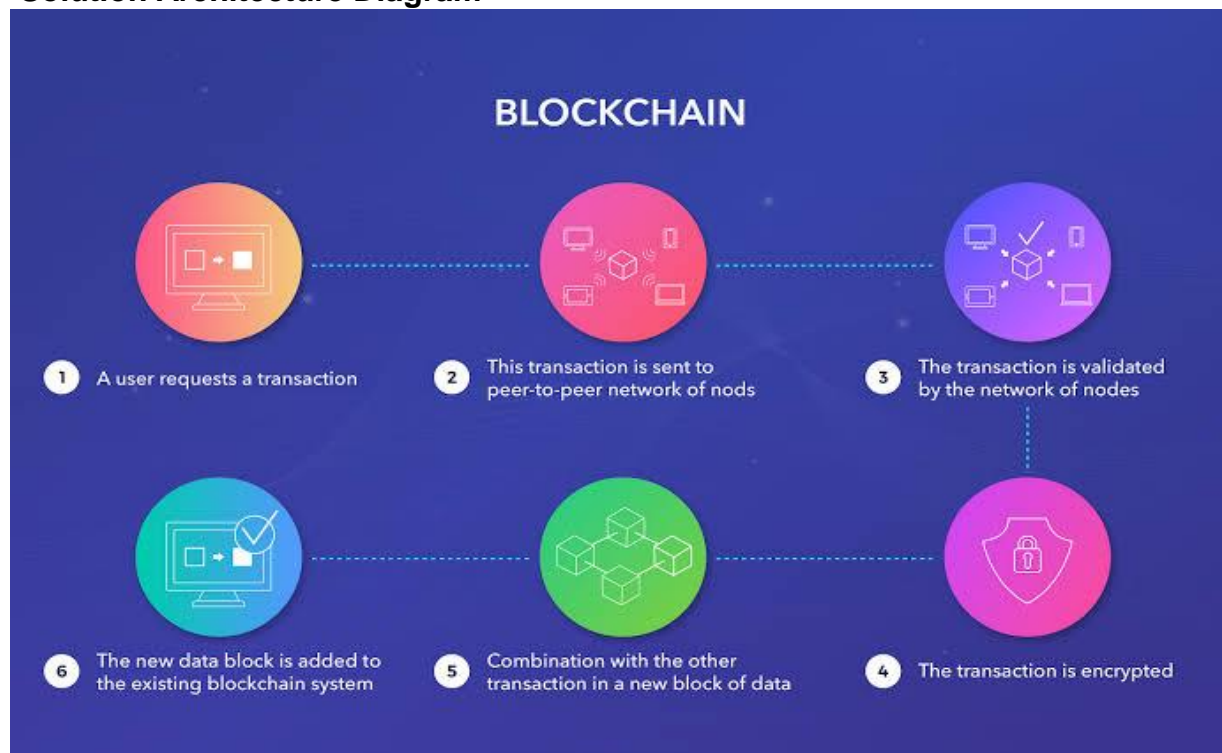 Solution Architecture Diagram
BLOCKCHAIN
1 A user requests a transaction
2 This transaction is sent to
peer-to-peer network of nods
3 The transaction is validated
by the network of nodes
6 The new data block is added to
the existing blockchain system
5 Combination with the other
transaction in a new block of data
4 The transaction is encrypted